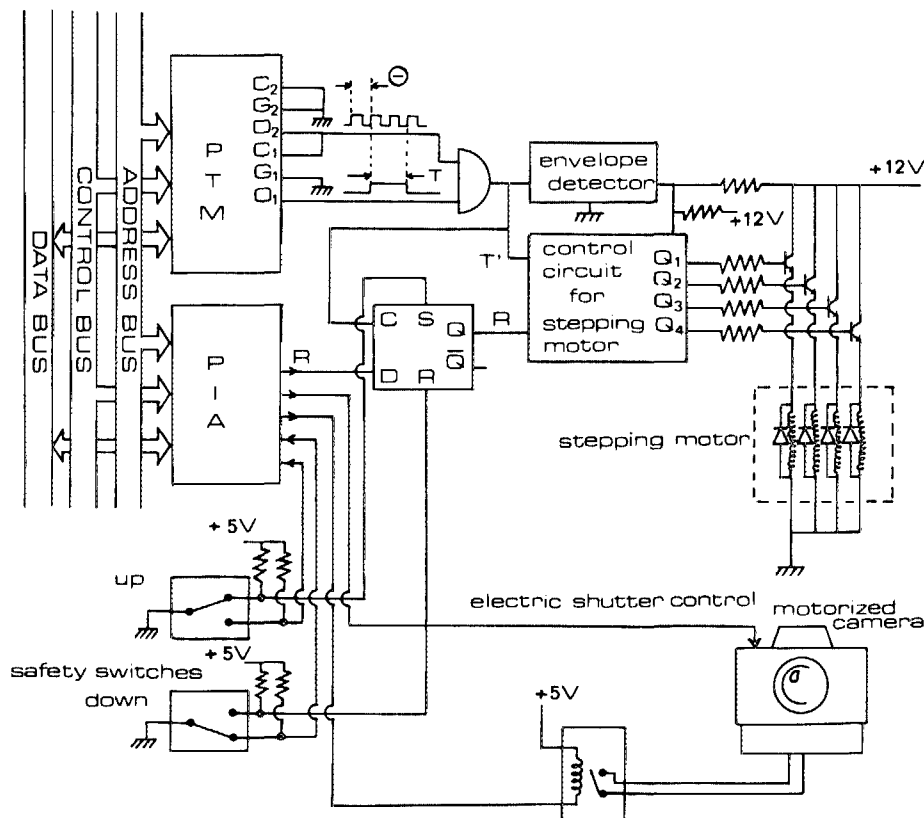 DATA BUS
CONTROL BUS
ADDRESS BUS
PTM
C2
G2
O2
C1
G1
O1
Θ
T
envelope
detector
+12V
+12V
T'
control
circuit
for
stepping
motor
Q1
Q2
Q3
Q4
PIA
R
C S Q
Q̅
D R
R
stepping motor
+5V
up
electric shutter control
motorized
camera
safety switches
down
+5V
+5V